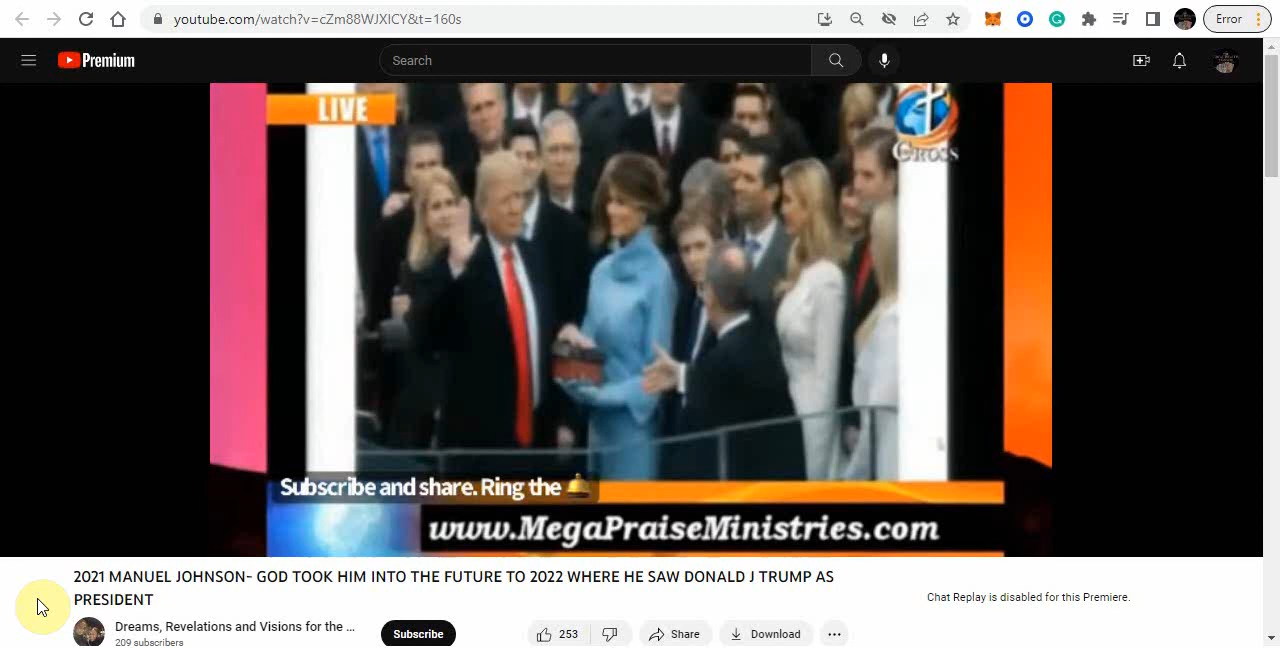 youtube.com/watch?v=cZm88WJXlCY&t=160s
Error
Premium
Search
LIVE
CROSS
Subscribe and share. Ring the
www.MegaPraiseMinistries.com
2021 MANUEL JOHNSON- GOD TOOK HIM INTO THE FUTURE TO 2022 WHERE HE SAW DONALD J TRUMP AS
PRESIDENT
Chat Replay is disabled for this Premiere.
Dreams, Revelations and Visions for the ...
209 subscribers
Subscribe
253
Share
Download